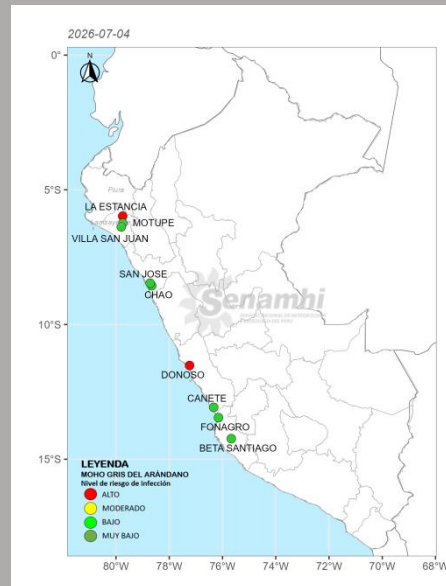 2026-07-04
N
0°
5°S
10°S
15°S
Piura
LA ESTANCIA
MOTUPE
VILLA SAN JUAN
SAN JOSE
CHAO
Senamhi
DONOSO
CANETE
FONAGRO
BETA SANTIAGO
LEYENDA
MOHO GRIS DEL ARÁNDANO
Nivel de riesgo de infección
ALTO
MODERADO
BAJO
MUY BAJO
80°W 78°W 76°W 74°W 72°W 70°W 68°W